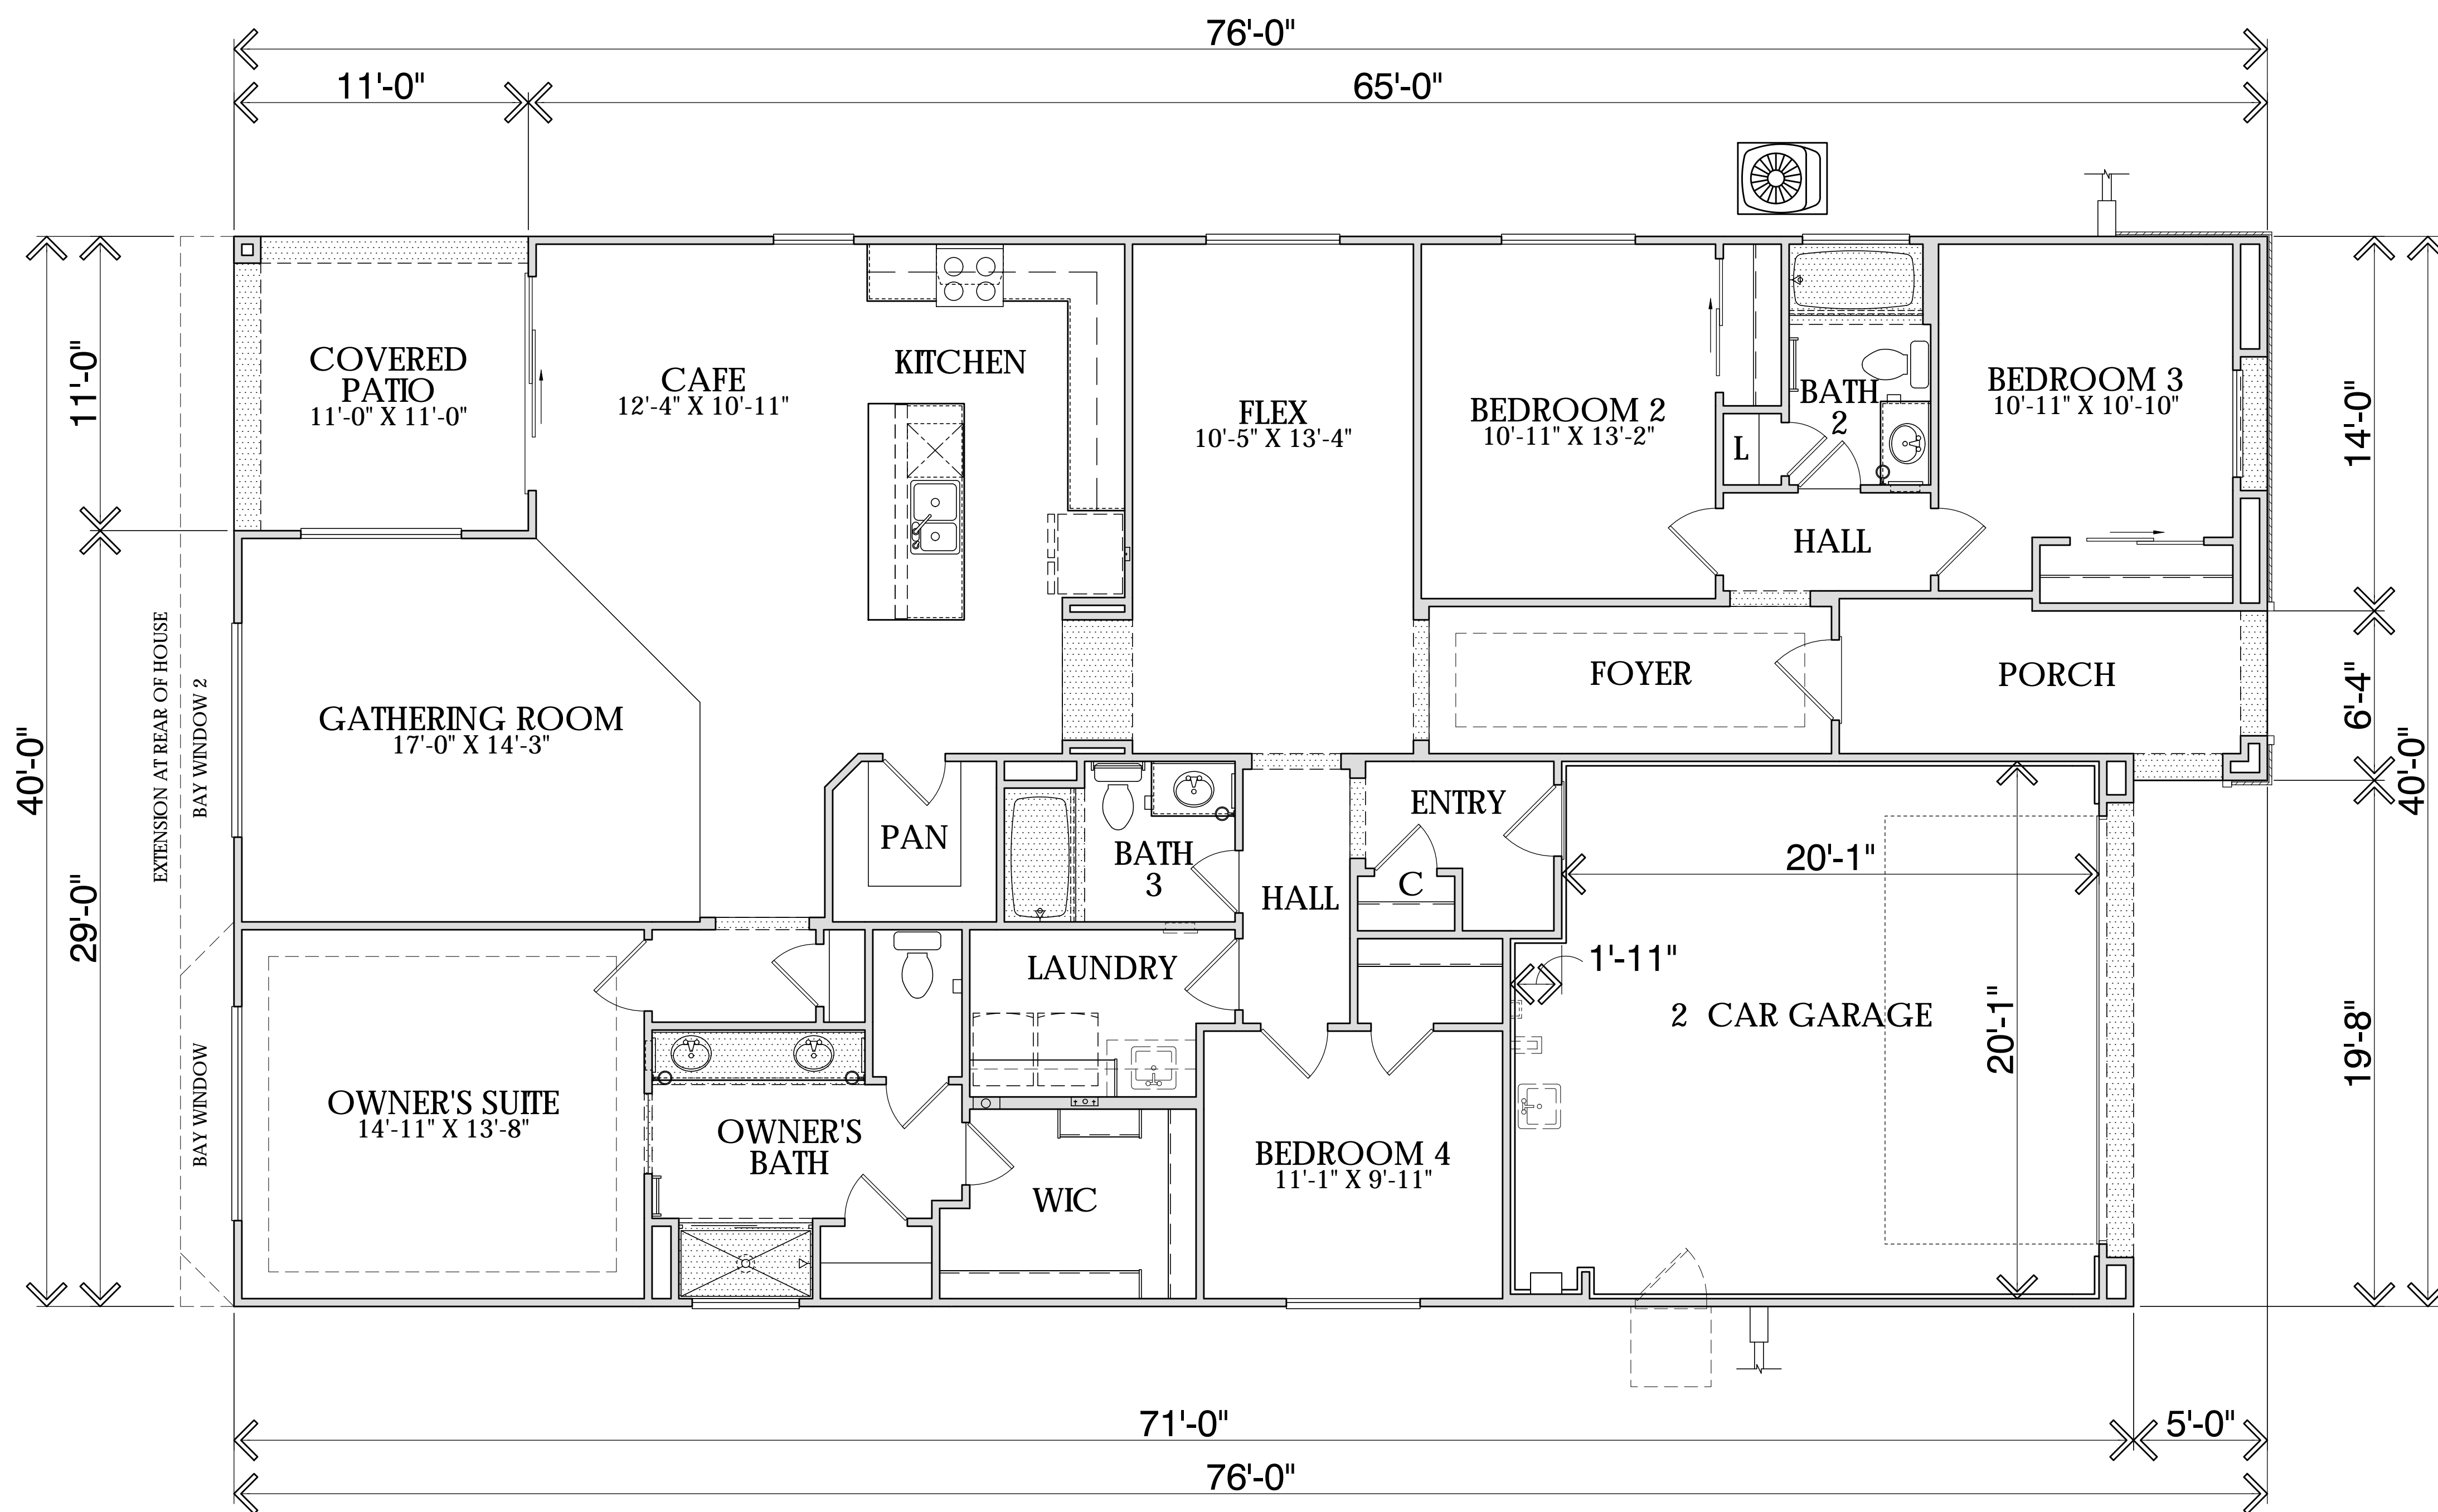 76'-0"
11'-0"
65'-0"
COVERED
PATIO
11'-0" X 11'-0"
CAFE
12'-4" X 10'-11"
KITCHEN
FLEX
10'-5" X 13'-4"
BEDROOM 2
10'-11" X 13'-2"
L
BATH
2
BEDROOM 3
10'-11" X 10'-10"
HALL
11'-0"
14'-0"
40'-0"
29'-0"
EXTENSION AT REAR OF HOUSE
BAY WINDOW 2
BAY WINDOW
GATHERING ROOM
17'-0" X 14'-3"
FOYER
PORCH
6'-4"
40'-0"
PAN
BATH
3
HALL
ENTRY
C
20'-1"
1'-11"
2 CAR GARAGE
20'-1"
19'-8"
LAUNDRY
OWNER'S SUITE
14'-11" X 13'-8"
OWNER'S
BATH
WIC
BEDROOM 4
11'-1" X 9'-11"
71'-0"
5'-0"
76'-0"